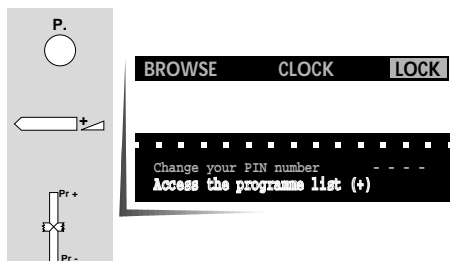 P.
BROWSE CLOCK LOCK
+
Change your PIN number - - - -
Access the programme list (+)
Pr +
Pr -